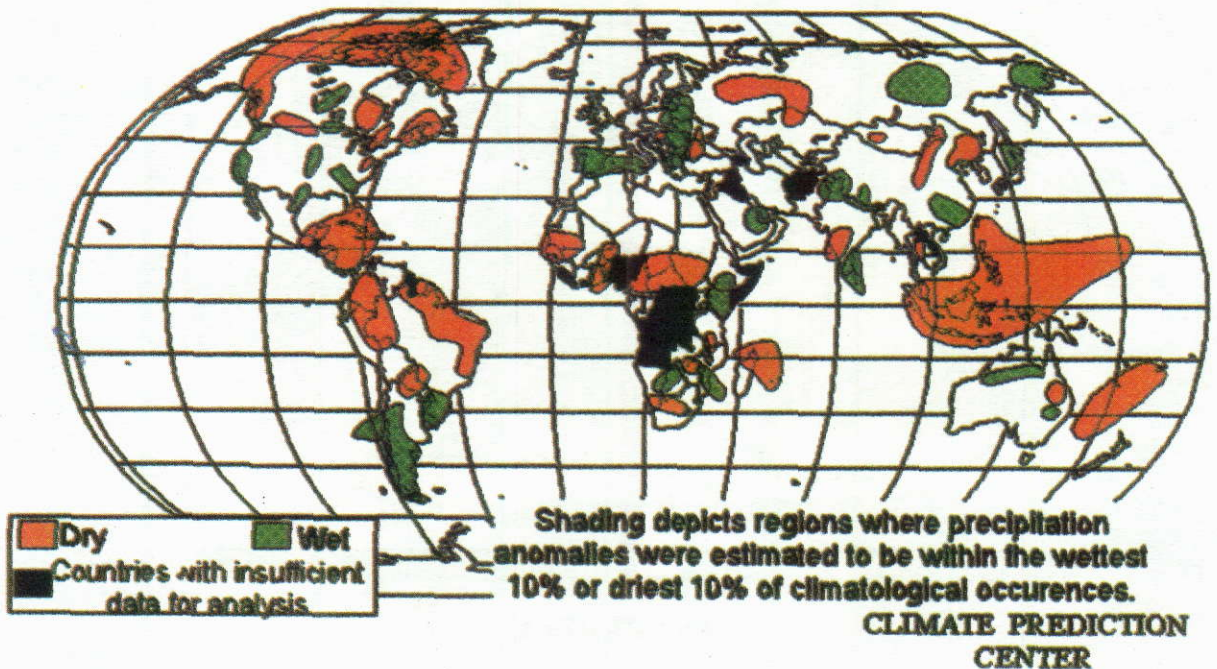 Dry
Wet
Countries with insufficient
data for analysis
Shading depicts regions where precipitation
anomalies were estimated to be within the wettest
10% or driest 10% of climatological occurences.
CLIMATE PREDICTION
CENTER